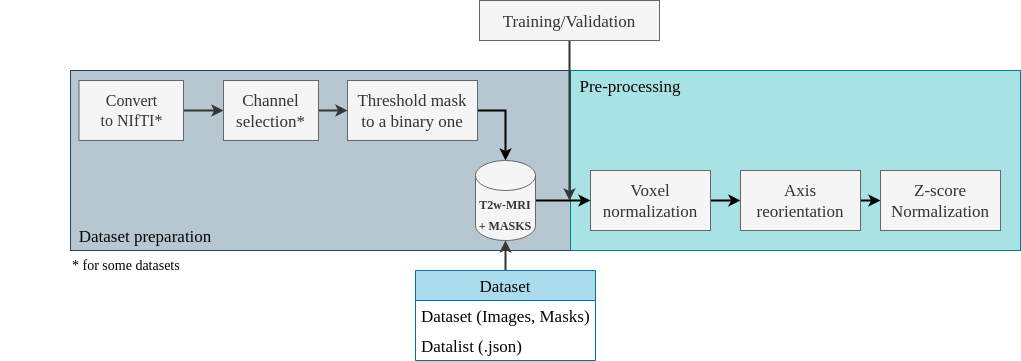 Training/Validation
Pre-processing
Convert
to NIfTI*
Channel
selection*
Threshold mask
to a binary one
T2w-MRI
+ MASKS
Voxel
normalization
Axis
reorientation
Z-score
Normalization
Dataset preparation
* for some datasets
Dataset
Dataset (Images, Masks)
Datalist (.json)